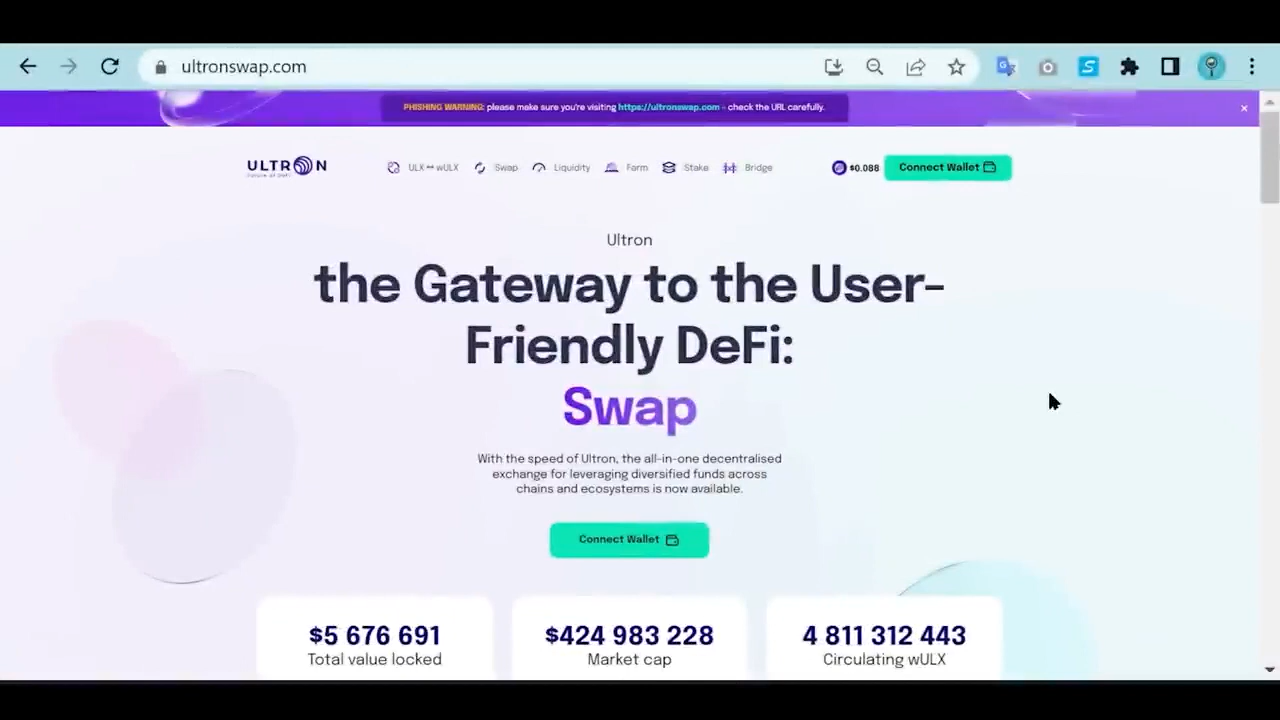 ultronswap.com
PHISHING WARNING: please make sure you're visiting https://ultronswap.com - check the URL carefully.
ULTRON
ULX ↔ wULX Swap Liquidity Farm Stake Bridge
$0.088 Connect Wallet
Ultron
the Gateway to the User-
Friendly DeFi:
Swap
With the speed of Ultron, the all-in-one decentralised
exchange for leveraging diversified funds across
chains and ecosystems is now available.
Connect Wallet
$5 676 691 $424 983 228 4 811 312 443
Total value locked Market cap Circulating wULX